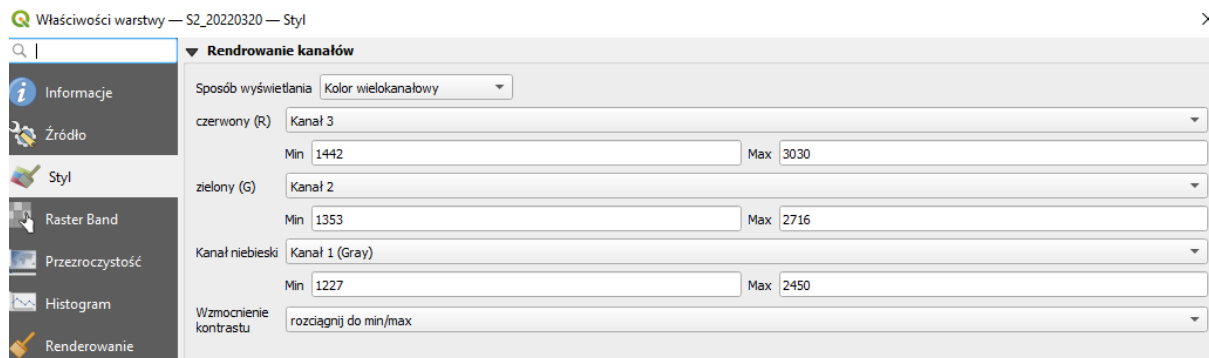 Właściwości warstwy — S2_20220320 — Styl
Rendrowanie kanałów
Informacje
Sposób wyświetlania Kolor wielokanałowy
czerwony (R) Kanał 3
Źródło
Min 1442 Max 3030
Styl
zielony (G) Kanał 2
Raster Band
Min 1353 Max 2716
Przezroczystość
Kanał niebieski Kanał 1 (Gray)
Min 1227 Max 2450
Histogram
Wzmocnienie
kontrastu
rozciągnij do min/max
Renderowanie